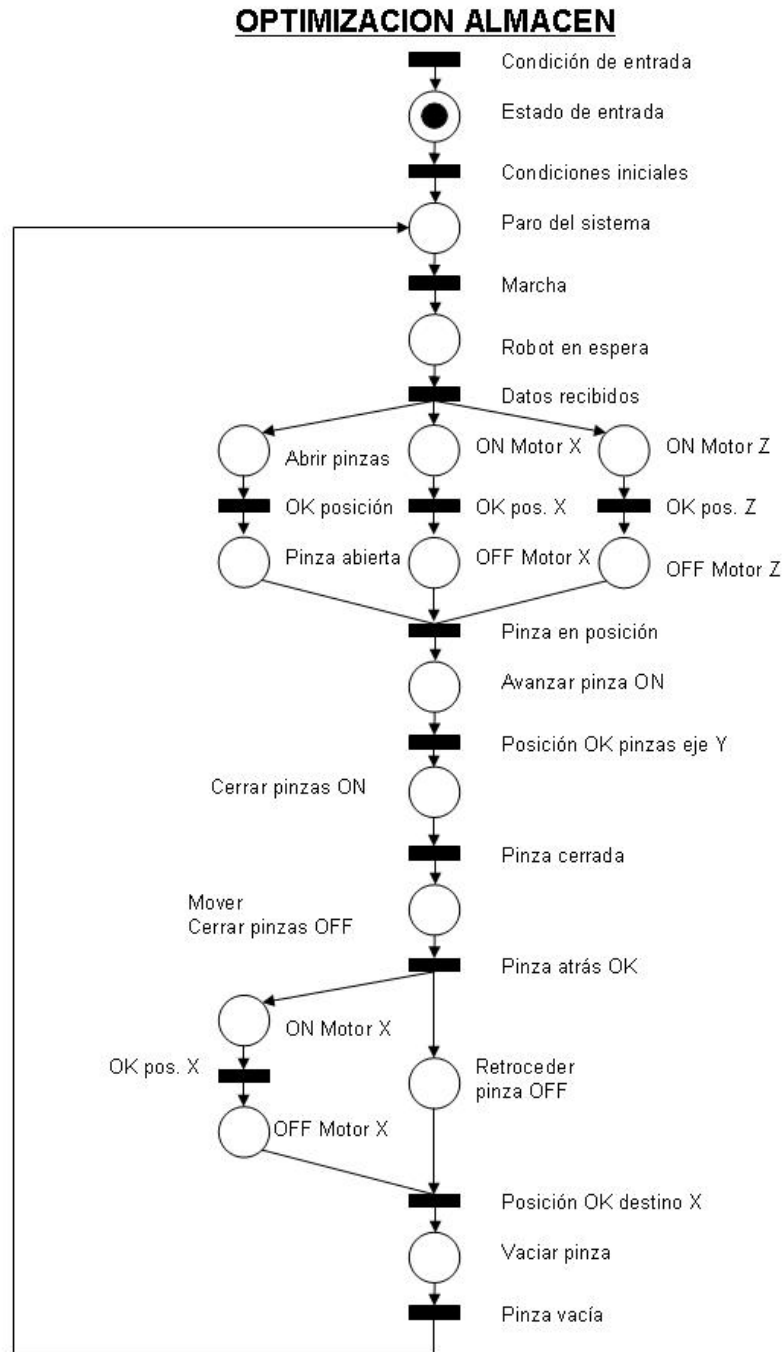 OPTIMIZACION ALMACEN
Condición de entrada
Estado de entrada
Condiciones iniciales
Paro del sistema
Marcha
Robot en espera
Datos recibidos
Abrir pinzas
ON Motor X
ON Motor Z
OK posición
OK pos. X
OK pos. Z
Pinza abierta
OFF Motor X
OFF Motor Z
Pinza en posición
Avanzar pinza ON
Posición OK pinzas eje Y
Cerrar pinzas ON
Pinza cerrada
Mover
Cerrar pinzas OFF
Pinza atrás OK
ON Motor X
OK pos. X
Retroceder
pinza OFF
OFF Motor X
Posición OK destino X
Vaciar pinza
Pinza vacía